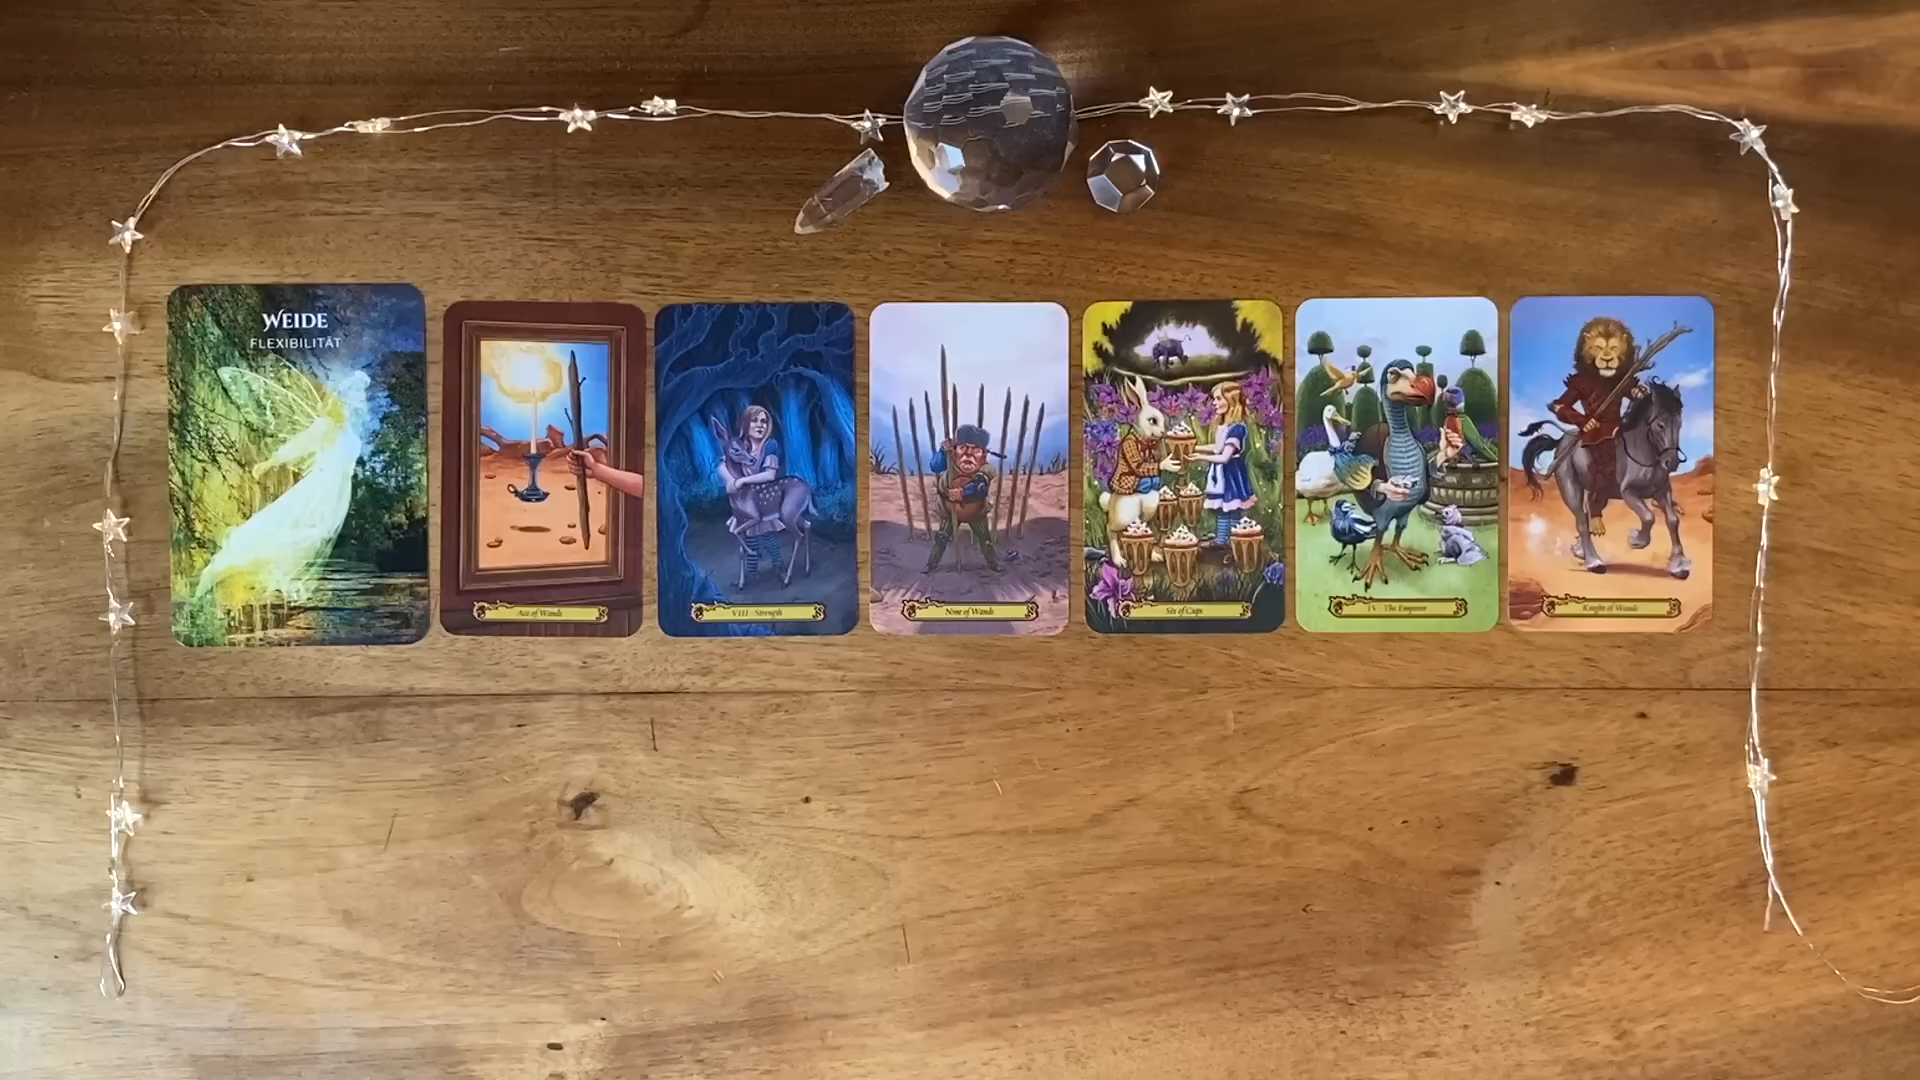 WEIDE
FLEXIBILITÄT
Ace of Wands
VIII · Strength
Nine of Wands
Six of Cups
IV · The Emperor
Knight of Wands